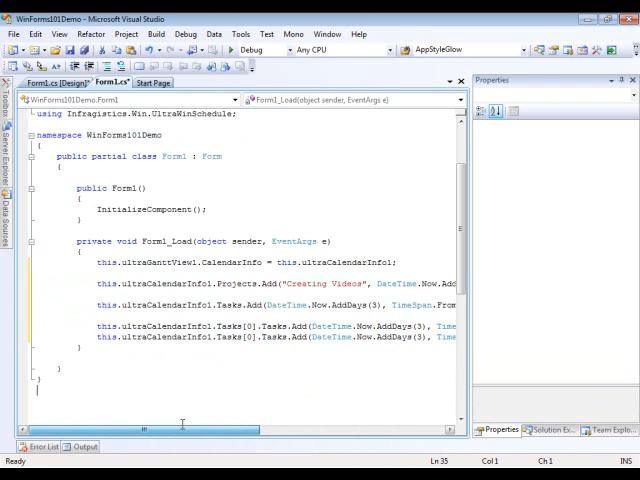 WinForms101Demo - Microsoft Visual Studio
File Edit View Refactor Project Build Debug Data Tools Test Analyze Window Help
Debug Any CPU AppStyleGlow
Form1.cs [Design]* Form1.cs* Start Page
Properties
WinForms101Demo.Form1 Form1_Load(object sender, EventArgs e)
Toolbox
Server Explorer
Data Sources
using Infragistics.Win.UltraWinSchedule;
namespace WinForms101Demo
{
public partial class Form1 : Form
{
public Form1()
{
InitializeComponent();
}
private void Form1_Load(object sender, EventArgs e)
{
this.ultraGanttView1.CalendarInfo = this.ultraCalendarInfo1;
this.ultraCalendarInfo1.Projects.Add("Creating Videos", DateTime.Now.Add
this.ultraCalendarInfo1.Tasks.Add(DateTime.Now.AddDays(3), TimeSpan.From
this.ultraCalendarInfo1.Tasks[0].Tasks.Add(DateTime.Now.AddDays(3), Time
this.ultraCalendarInfo1.Tasks[0].Tasks.Add(DateTime.Now.AddDays(3), Time
}
}
}
Properties Solution Ex... Team Explo...
Error List Output
Ready Ln 35 Col 1 Ch 1 INS